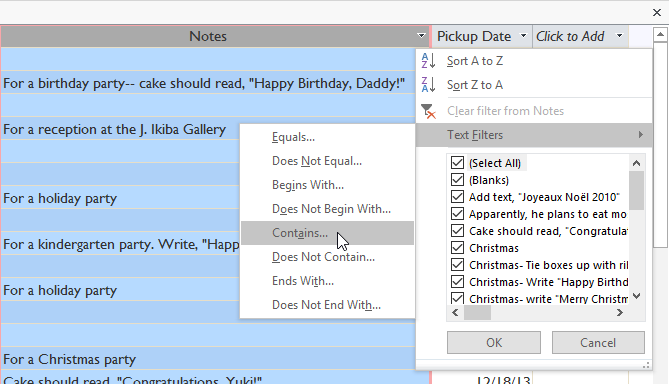 Notes
Pickup Date
Click to Add
For a birthday party-- cake should read, "Happy Birthday, Daddy!"
For a reception at the J. Ikiba Gallery
For a holiday party
For a kindergarten party. Write, "Happ
For a holiday party
For a Christmas party
Cake should read, "Congratulations, Yuki!"
12/18/13
Sort A to Z
Sort Z to A
Clear filter from Notes
Text Filters
(Select All)
(Blanks)
Add text, "Joyeaux Noël 2010"
Apparently, he plans to eat mo
Cake should read, "Congratula
Christmas
Christmas- Tie boxes up with ri
Christmas- Write "Happy Birthd
Christmas- write "Merry Christm
OK
Cancel
Equals...
Does Not Equal...
Begins With...
Does Not Begin With...
Contains...
Does Not Contain...
Ends With...
Does Not End With...